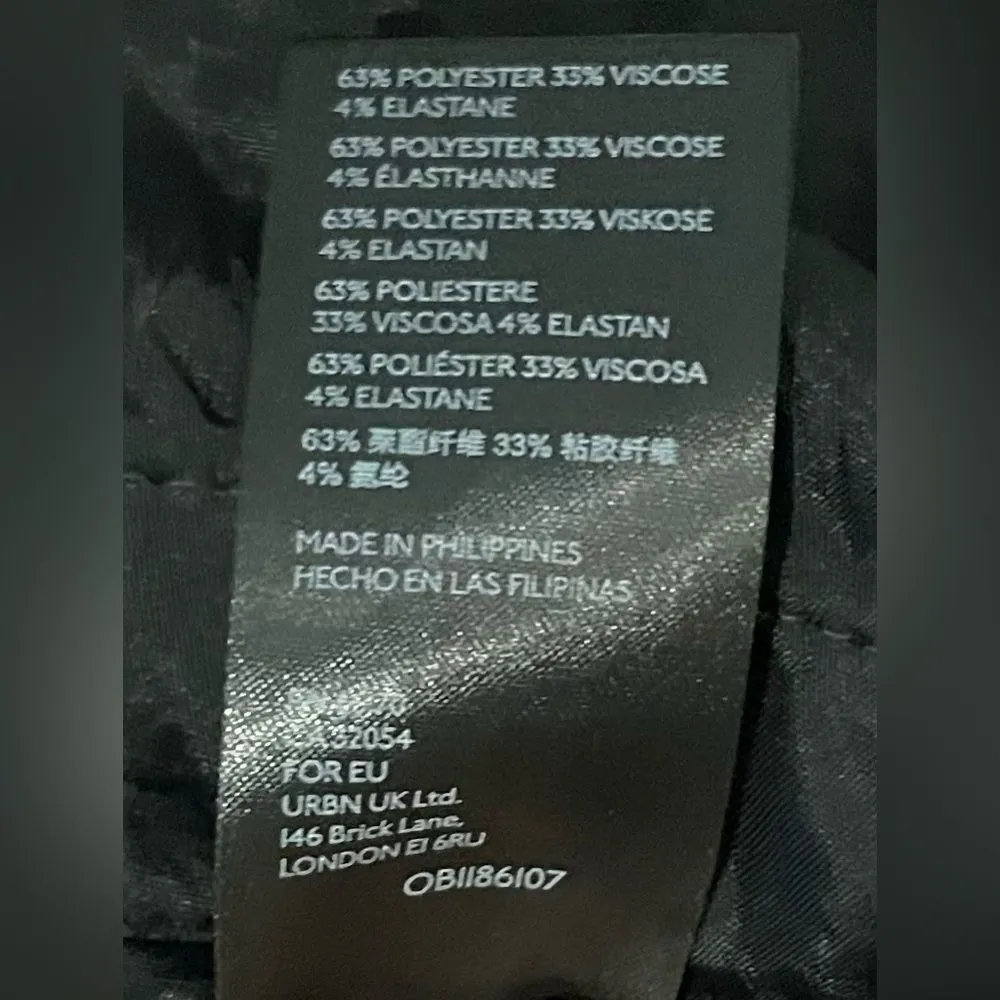 63% POLYESTER 33% VISCOSE
4% ELASTANE
63% POLYESTER 33% VISCOSE
4% ÉLASTHANNE
63% POLYESTER 33% VISKOSE
4% ELASTAN
63% POLIESTERE
33% VISCOSA 4% ELASTAN
63% POLIÉSTER 33% VISCOSA
4% ELASTANE
63% 聚酯纤维 33% 粘胶纤维
4% 氨纶
MADE IN PHILIPPINES
HECHO EN LAS FILIPINAS
FOR EU
URBN UK Ltd.
146 Brick Lane,
LONDON E1 6RU
OB1186107